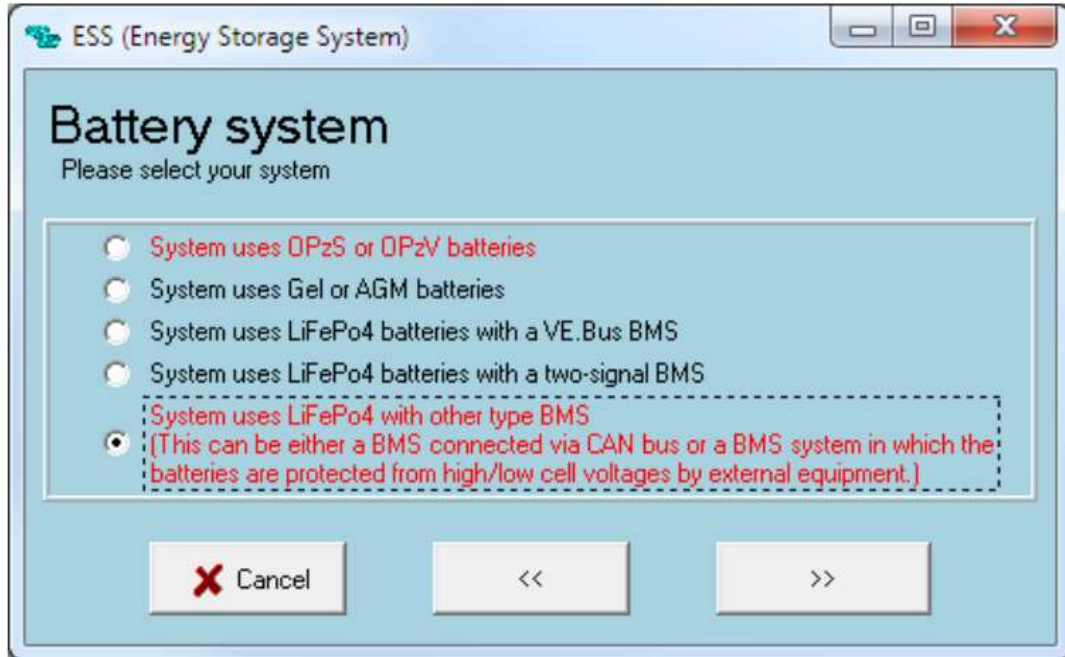 ESS (Energy Storage System)
Battery system
Please select your system
System uses OPzS or OPzV batteries
System uses Gel or AGM batteries
System uses LiFePo4 batteries with a VE.Bus BMS
System uses LiFePo4 batteries with a two-signal BMS
System uses LiFePo4 with other type BMS
(This can be either a BMS connected via CAN bus or a BMS system in which the
batteries are protected from high/low cell voltages by external equipment.)
Cancel << >>